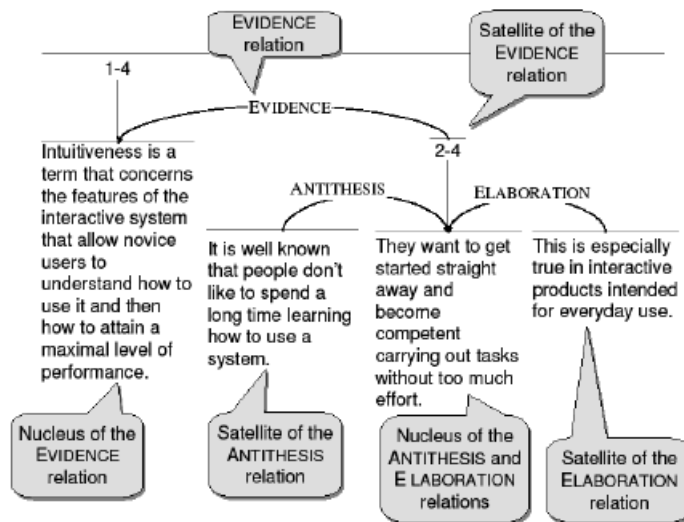 EVIDENCE
relation
Satellite of the
EVIDENCE
relation
1-4
EVIDENCE
2-4
Intuitiveness is a
term that concerns
the features of the
interactive system
that allow novice
users to
understand how to
use it and then
how to attain a
maximal level of
performance.
ANTITHESIS
ELABORATION
It is well known
that people don't
like to spend a
long time learning
how to use a
system.
They want to get
started straight
away and
become
competent
carrying out tasks
without too much
effort.
This is especially
true in interactive
products intended
for everyday use.
Nucleus of the
EVIDENCE
relation
Satellite of the
ANTITHESIS
relation
Nucleus of the
ANTITHESIS and
ELABORATION
relations
Satellite of the
ELABORATION
relation